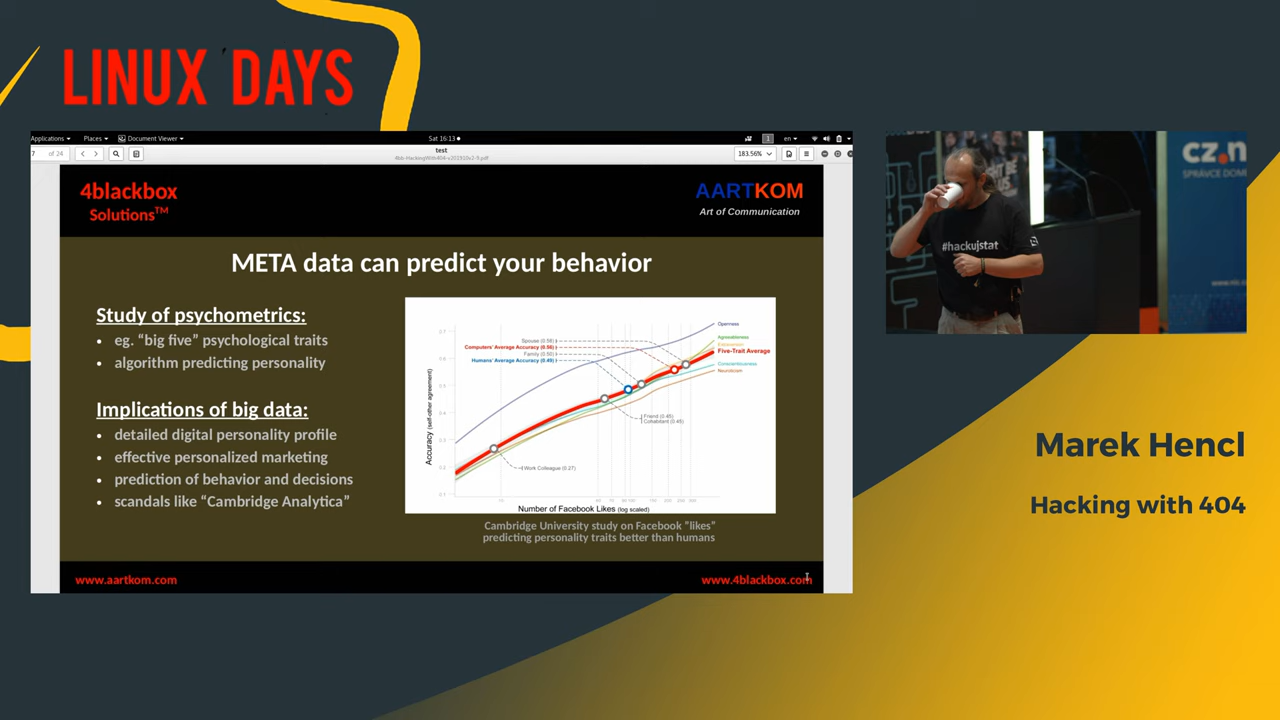 LINUX DAYS
Applications
Places
Document Viewer
Sat 16:13
1
en
7 of 24
test
183.56%
4blackbox
Solutions™
AARTKOM
Art of Communication
META data can predict your behavior
Study of psychometrics:
• eg. “big five” psychological traits
• algorithm predicting personality
Implications of big data:
• detailed digital personality profile
• effective personalized marketing
• prediction of behavior and decisions
• scandals like “Cambridge Analytica”
Openness
Agreeableness
Extraversion
Five-Trait Average
Conscientiousness
Neuroticism
Spouse (0.58)
Computers' Average Accuracy (0.56)
Family (0.50)
Humans' Average Accuracy (0.49)
Friend (0.45)
Cohabitant (0.45)
Work Colleague (0.27)
Accuracy (self-other agreement)
Number of Facebook Likes (log scaled)
Cambridge University study on Facebook ”likes”
predicting personality traits better than humans
www.aartkom.com
www.4blackbox.com
cz.n
SPRÁVCE DOMÉ
#hackujstat
Marek Hencl
Hacking with 404